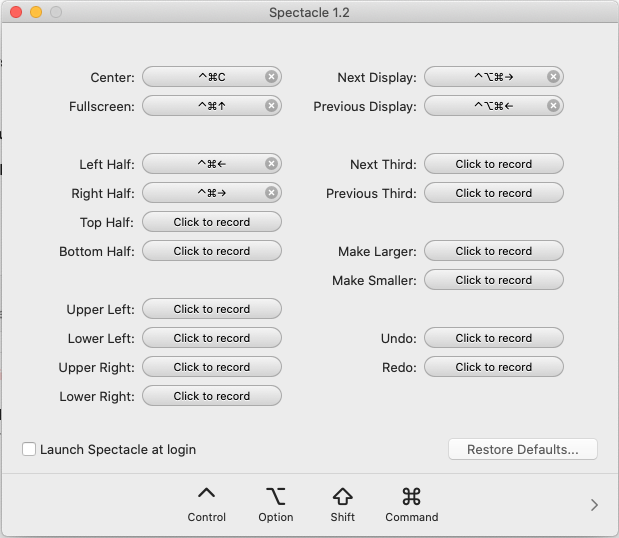 Spectacle 1.2
Center: ^⌘C
Fullscreen: ^⌘↑
Left Half: ^⌘←
Right Half: ^⌘→
Top Half: Click to record
Bottom Half: Click to record
Upper Left: Click to record
Lower Left: Click to record
Upper Right: Click to record
Lower Right: Click to record
Next Display: ^⌥⌘→
Previous Display: ^⌥⌘←
Next Third: Click to record
Previous Third: Click to record
Make Larger: Click to record
Make Smaller: Click to record
Undo: Click to record
Redo: Click to record
Launch Spectacle at login
Restore Defaults...
Control Option Shift Command